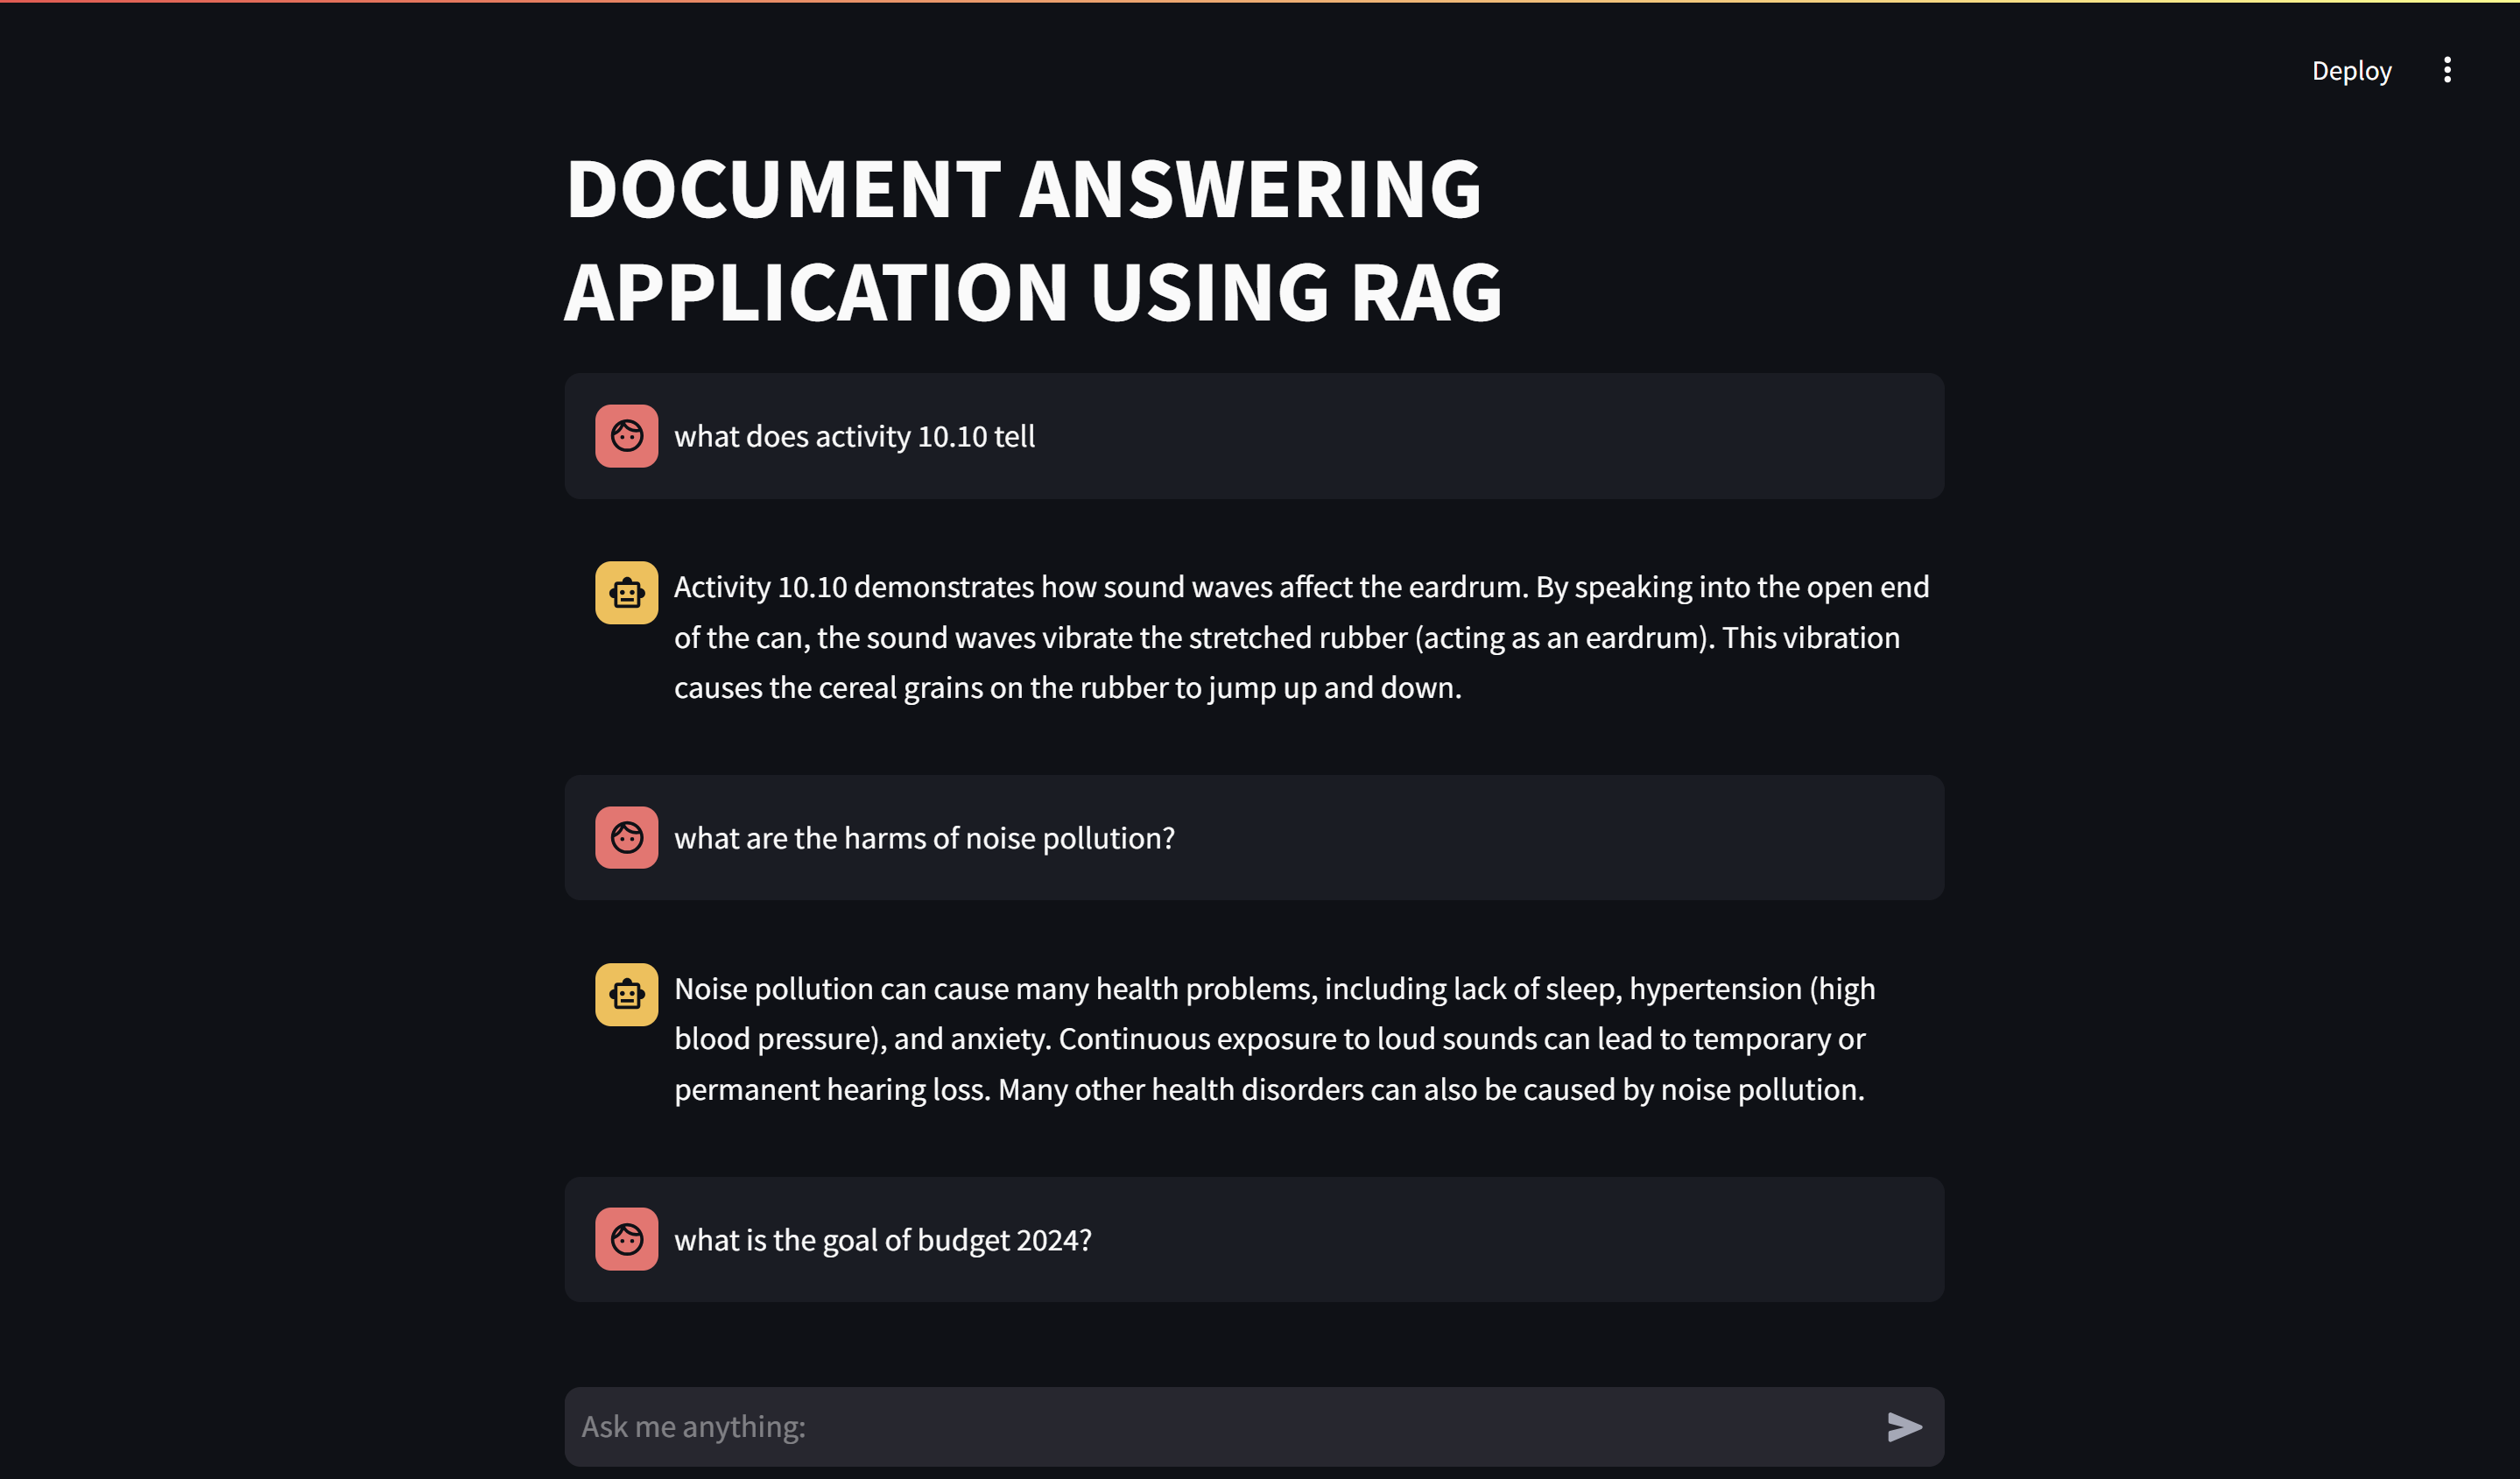 Deploy
DOCUMENT ANSWERING
APPLICATION USING RAG
what does activity 10.10 tell
Activity 10.10 demonstrates how sound waves affect the eardrum. By speaking into the open end
of the can, the sound waves vibrate the stretched rubber (acting as an eardrum). This vibration
causes the cereal grains on the rubber to jump up and down.
what are the harms of noise pollution?
Noise pollution can cause many health problems, including lack of sleep, hypertension (high
blood pressure), and anxiety. Continuous exposure to loud sounds can lead to temporary or
permanent hearing loss. Many other health disorders can also be caused by noise pollution.
what is the goal of budget 2024?
Ask me anything: